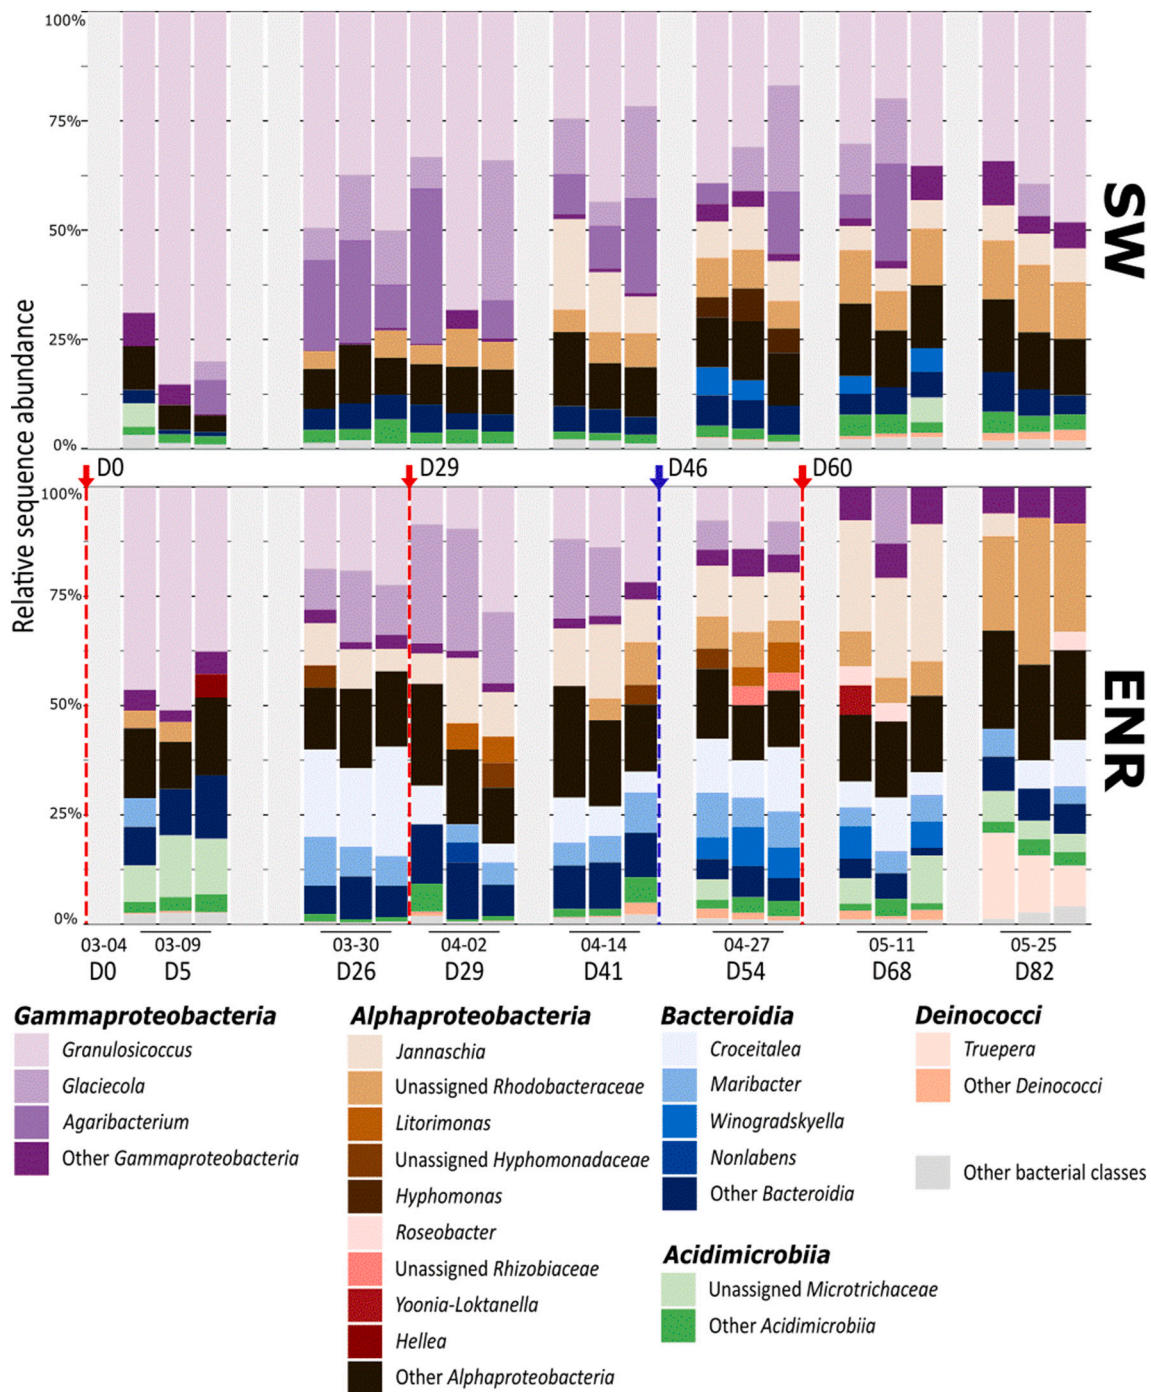 100%
75%
50%
25%
0%
SW
Relative sequence abundance
D0
D29
D46
D60
100%
75%
50%
25%
0%
ENR
03-04
03-09
03-30
04-02
04-14
04-27
05-11
05-25
D0
D5
D26
D29
D41
D54
D68
D82
Gammaproteobacteria
Granulosicoccus
Glaciecola
Agaribacterium
Other Gammaproteobacteria
Alphaproteobacteria
Jannaschia
Unassigned Rhodobacteraceae
Litorimonas
Unassigned Hyphomonadaceae
Hyphomonas
Roseobacter
Unassigned Rhizobiaceae
Yoonia-Loktanella
Hellea
Other Alphaproteobacteria
Bacteroidia
Croceitalea
Maribacter
Winogradskyella
Nonlabens
Other Bacteroidia
Acidimicrobiia
Unassigned Microtrichaceae
Other Acidimicrobiia
Deinococci
Truepera
Other Deinococci
Other bacterial classes